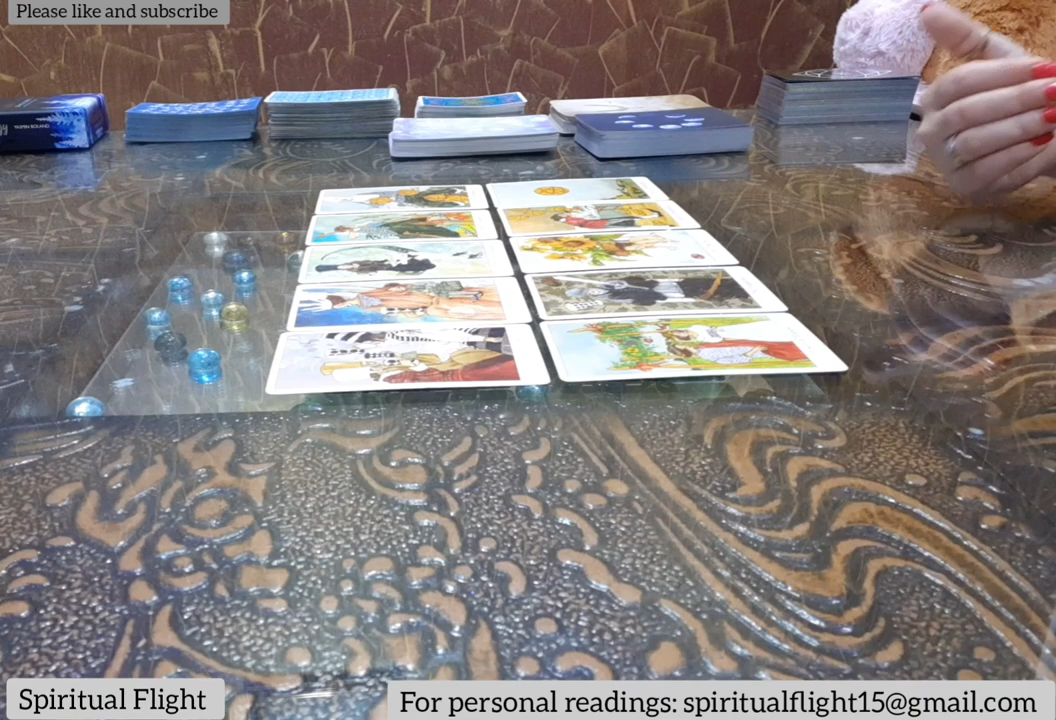 Please like and subscribe
Spiritual Flight
For personal readings: spiritualflight15@gmail.com